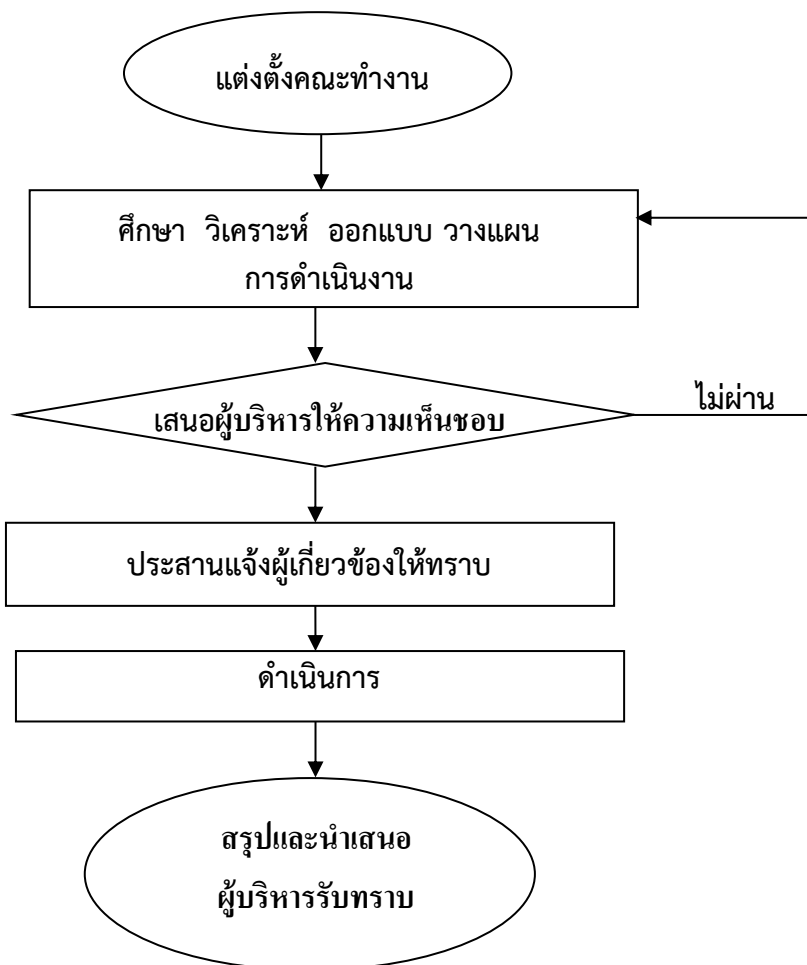 แต่งตั้งคณะทำงาน
ศึกษา วิเคราะห์ ออกแบบ วางแผน
การดำเนินงาน
เสนอผู้บริหารให้ความเห็นชอบ
ไม่ผ่าน
ประสานแจ้งผู้เกี่ยวข้องให้ทราบ
ดำเนินการ
สรุปและนำเสนอ
ผู้บริหารรับทราบ